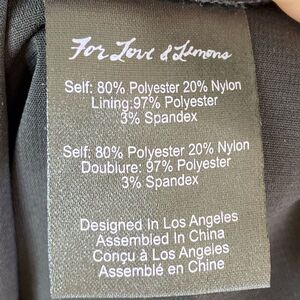 For Love & Lemons
Self: 80% Polyester 20% Nylon
Lining:97% Polyester
3% Spandex
Self: 80% Polyester 20% Nylon
Doublure: 97% Polyester
3% Spandex
Designed In Los Angeles
Assembled In China
Conçu à Los Angeles
Assemblé en Chine